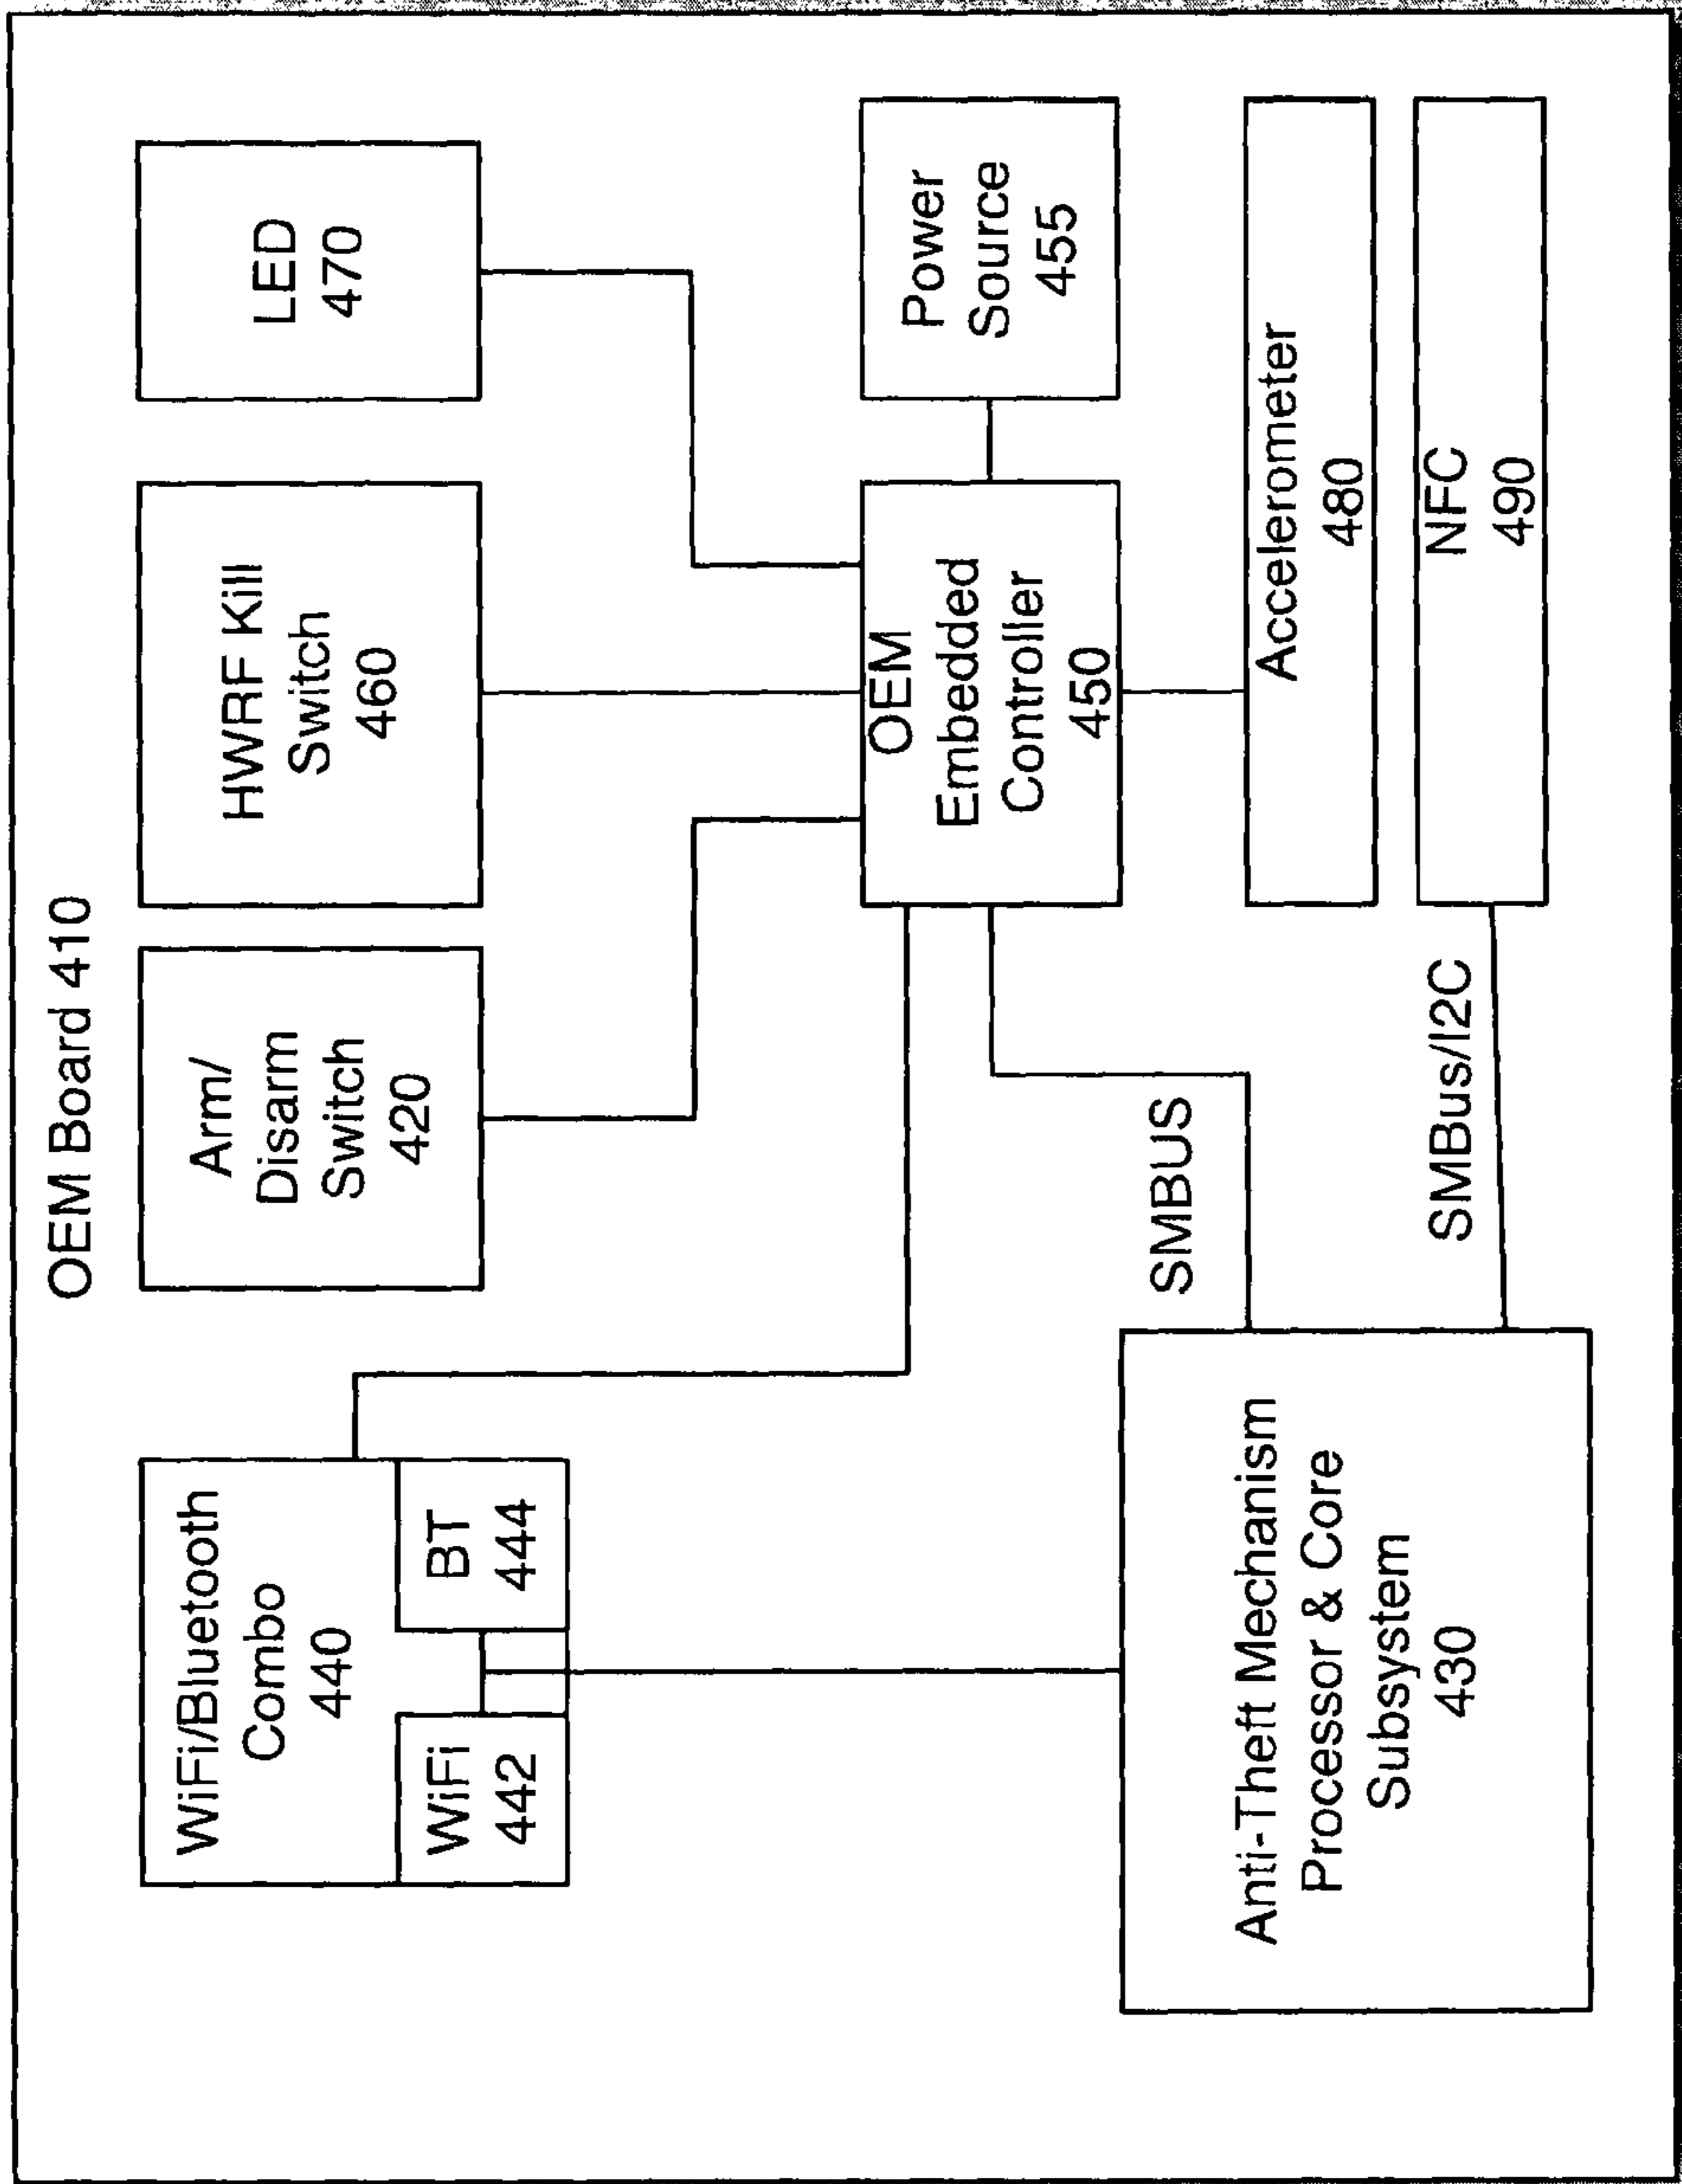 OEM Board 410
WiFi/Bluetooth
Combo
440
WiFi
442
BT
444
Arm/
Disarm
Switch
420
HWRF Kill
Switch
460
LED
470
OEM
Embedded
Controller
450
Power
Source
455
Anti-Theft Mechanism
Processor & Core
Subsystem
430
SMBUS
SMBus/I2C
Accelerometer
480
NFC
490